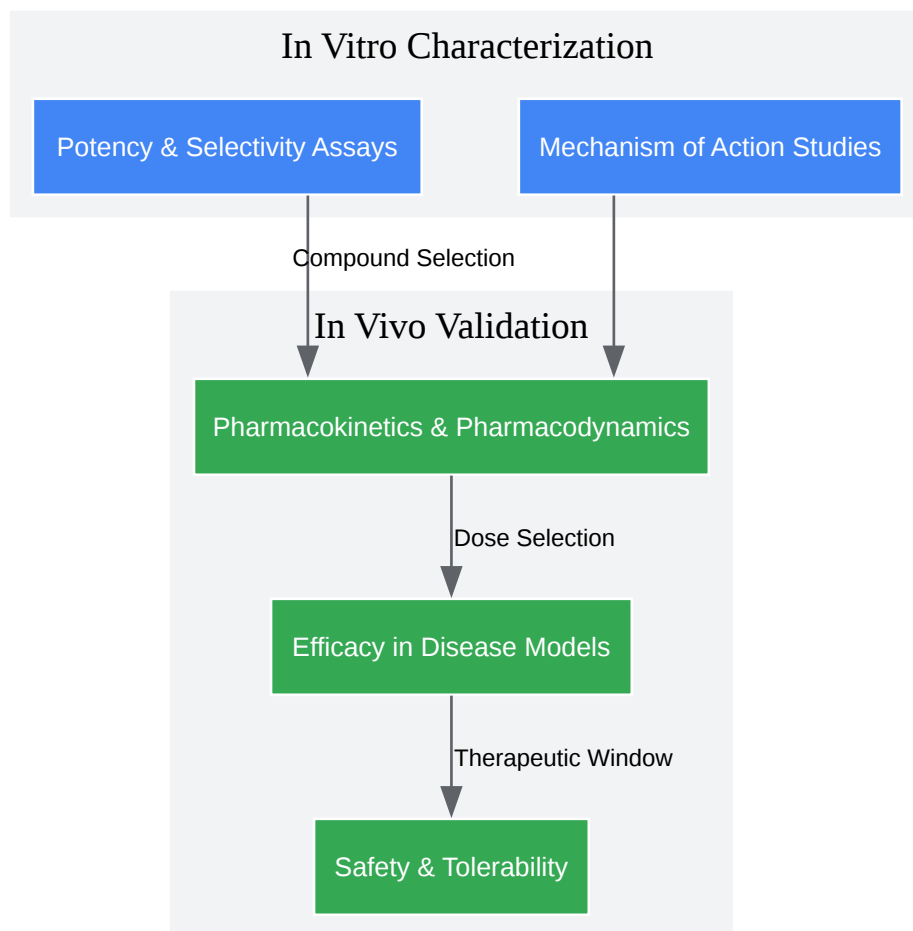 In Vitro Characterization
Potency & Selectivity Assays
Mechanism of Action Studies
Compound Selection
In Vivo Validation
Pharmacokinetics & Pharmacodynamics
Dose Selection
Efficacy in Disease Models
Therapeutic Window
Safety & Tolerability